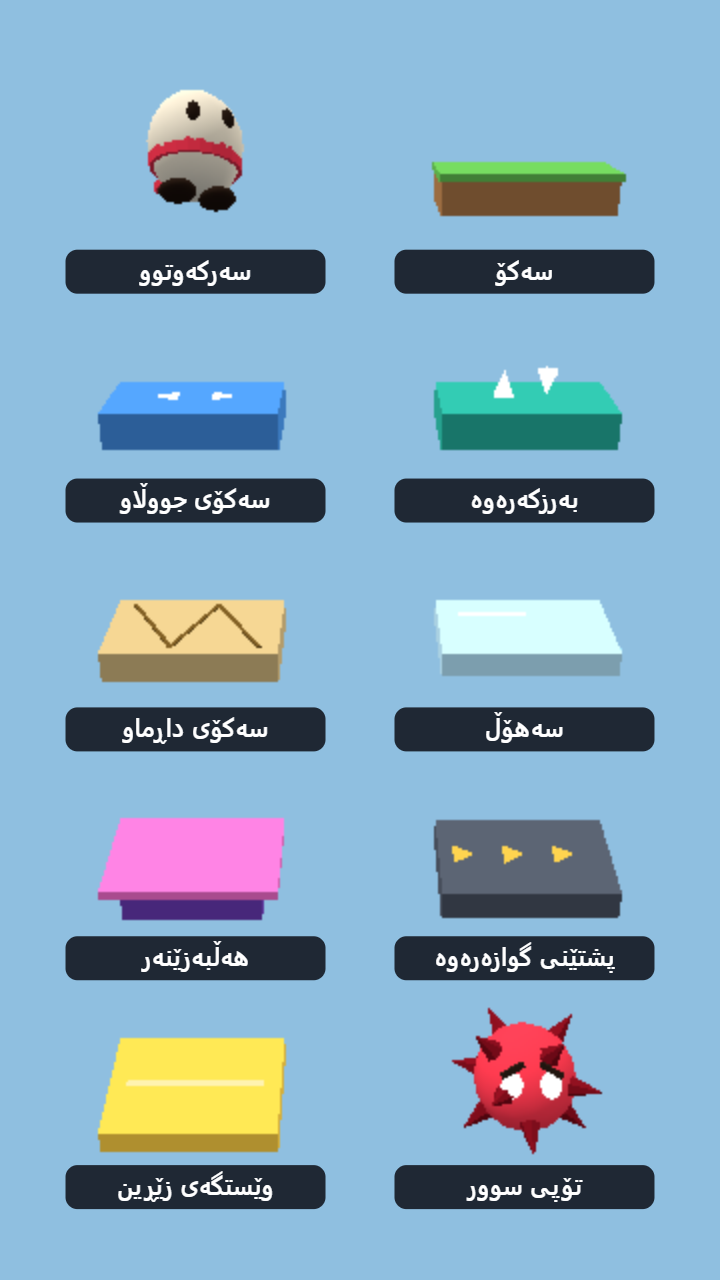 سەرکەوتوو
سەکۆ
سەکۆی جووڵاو
بەرزکەرەوە
سەکۆی داڕماو
سەهۆڵ
هەڵبەزێنەر
پشتێنی گوازەرەوە
وێستگەی زێڕین
تۆپی سوور